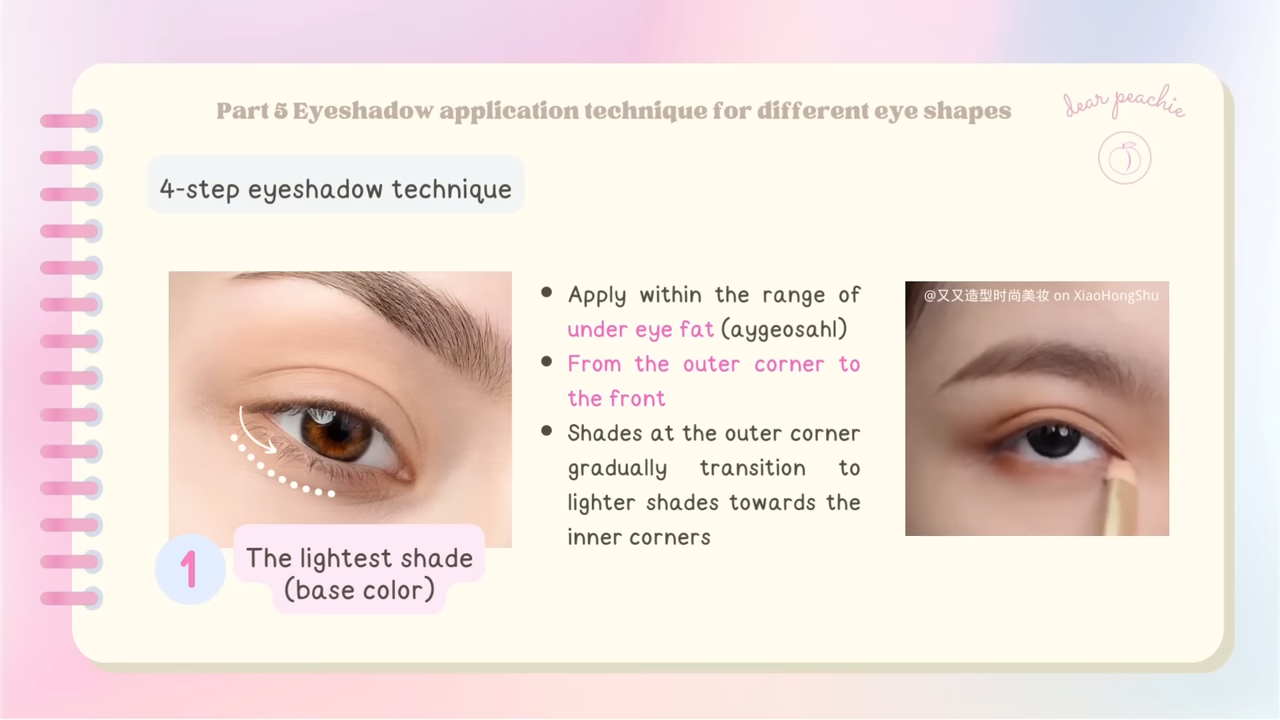 Part 5 Eyeshadow application technique for different eye shapes
dear peachie
4-step eyeshadow technique
Apply within the range of
under eye fat (aygeosahl)
From the outer corner to
the front
Shades at the outer corner
gradually transition to
lighter shades towards the
inner corners
@又又造型时尚美妆 on XiaoHongShu
1
The lightest shade
(base color)